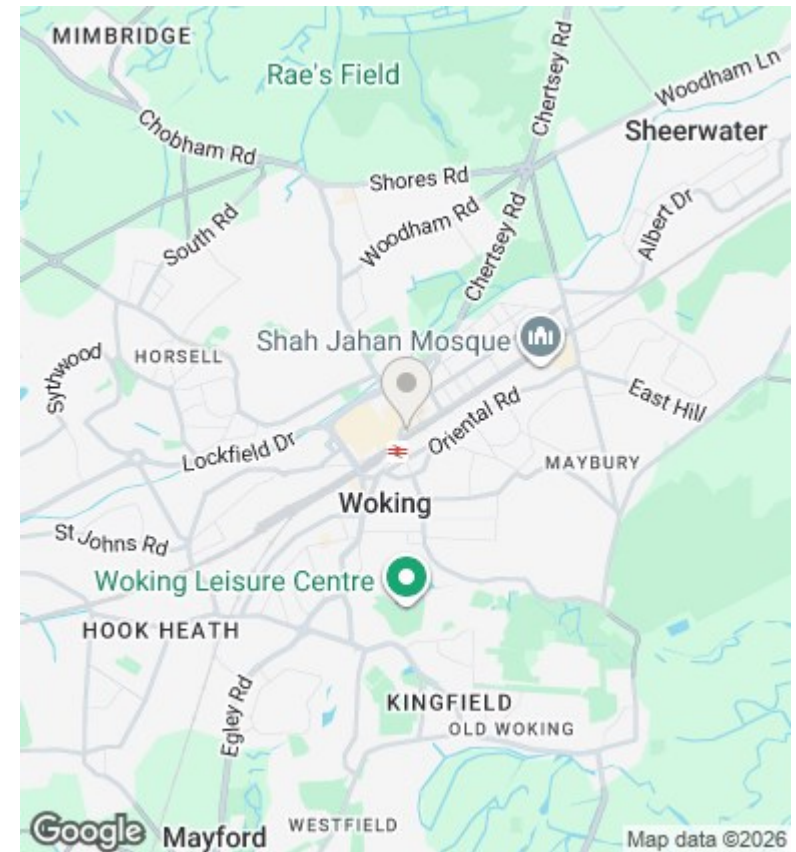 MIMBRIDGE
Rae's Field
Chertsey Rd
Woodham Ln
Chobham Rd
Sheerwater
Shores Rd
South Rd
Woodham Rd
Albert Dr
Chertsey Rd
Shah Jahan Mosque
HORSELL
Sythwood
East Hill
Oriental Rd
Lockfield Dr
MAYBURY
Woking
St Johns Rd
Woking Leisure Centre
HOOK HEATH
Egley Rd
KINGFIELD
OLD WOKING
Google
Mayford
WESTFIELD
Map data ©2026